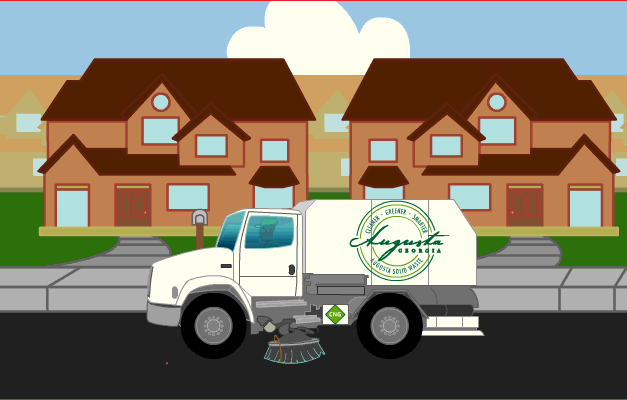 CLEANER · GREENER · SMARTER
Augusta
GEORGIA
AUGUSTA SOLID WASTE
CNG